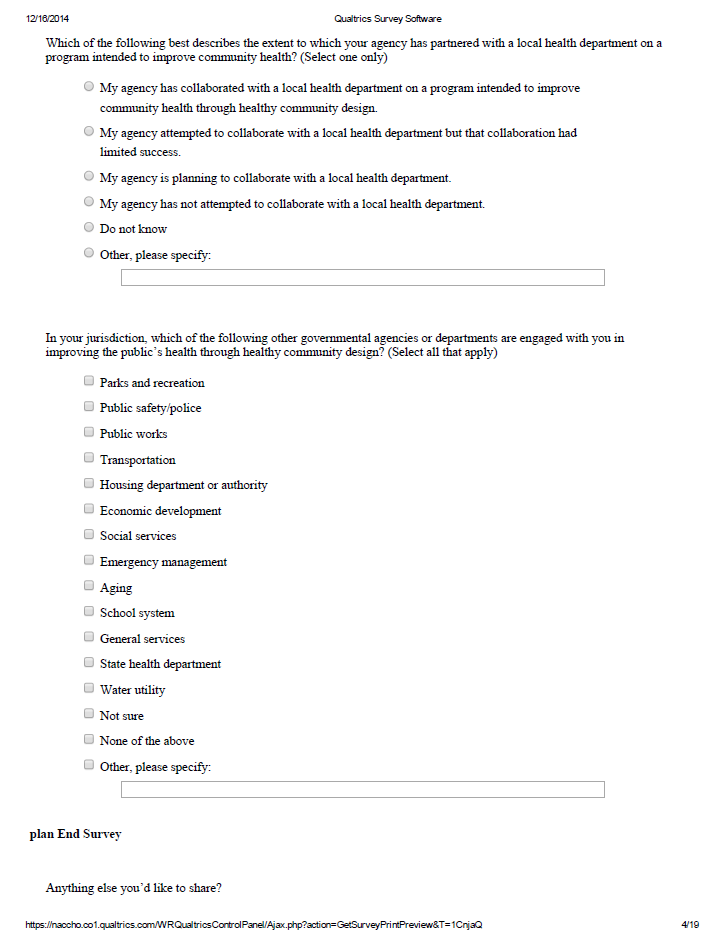 12/16/2014 Qualtrics Survey Software
Which of the following best describes the extent to which your agency has partnered with a local health department on a
program intended to improve community health? (Select one only)
My agency has collaborated with a local health department on a program intended to improve
community health through healthy community design.
My agency attempted to collaborate with a local health department but that collaboration had
limited success.
My agency is planning to collaborate with a local health department.
My agency has not attempted to collaborate with a local health department.
Do not know
Other, please specify:
In your jurisdiction, which of the following other governmental agencies or departments are engaged with you in
improving the public’s health through healthy community design? (Select all that apply)
Parks and recreation
Public safety/police
Public works
Transportation
Housing department or authority
Economic development
Social services
Emergency management
Aging
School system
General services
State health department
Water utility
Not sure
None of the above
Other, please specify:
plan End Survey
Anything else you’d like to share?
https://naccho.co1.qualtrics.com/WRQualtricsControlPanel/Ajax.php?action=GetSurveyPrintPreview&T=1CnjaQ 4/19